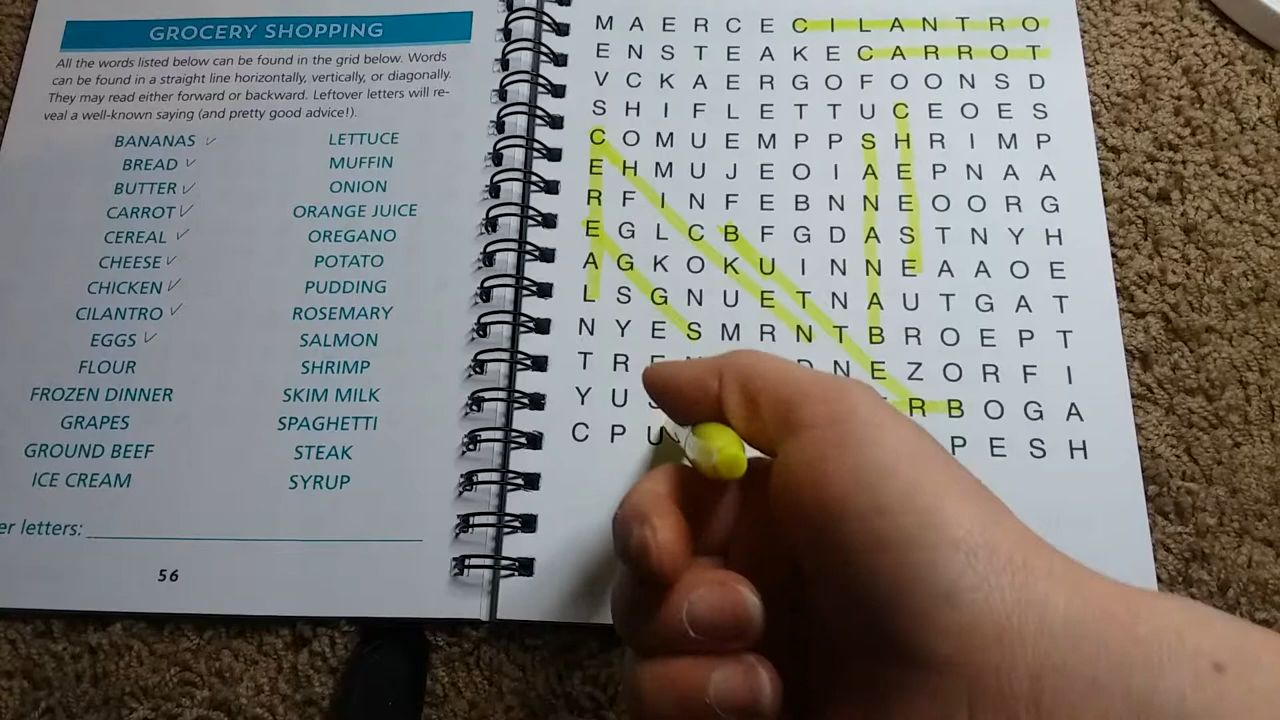 GROCERY SHOPPING
All the words listed below can be found in the grid below. Words
can be found in a straight line horizontally, vertically, or diagonally.
They may read either forward or backward. Leftover letters will re-
veal a well-known saying (and pretty good advice!).
BANANAS ✓
BREAD ✓
BUTTER ✓
CARROT ✓
CEREAL ✓
CHEESE ✓
CHICKEN ✓
CILANTRO ✓
EGGS ✓
FLOUR
FROZEN DINNER
GRAPES
GROUND BEEF
ICE CREAM
LETTUCE
MUFFIN
ONION
ORANGE JUICE
OREGANO
POTATO
PUDDING
ROSEMARY
SALMON
SHRIMP
SKIM MILK
SPAGHETTI
STEAK
SYRUP
er letters:
56
M A E R C E C I L A N T R O
E N S T E A K E C A R R O T
V C K A E R G O F O O N S D
S H I F L E T T U C E O E S
C O M U E M P P S H R I M P
E H M U J E O I A E P N A A
R F I N F E B N N E O O R G
E G L C B F G D A S T N Y H
A G K O K U I N N E A A O E
L S G N U E T N A U T G A T
N Y E S M R N T B R O E P T
T R E D N E Z O R F I
Y U R B O G A
C P U P E S H